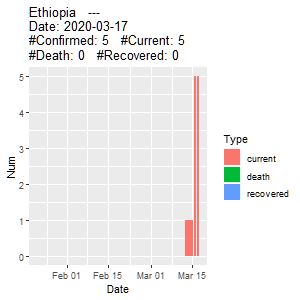 Ethiopia   ---
Date: 2020-03-17
#Confirmed: 5   #Current: 5
#Death: 0   #Recovered: 0
5
4
3
2
1
0
Num
Feb 01   Feb 15   Mar 01   Mar 15
Date
Type
current
death
recovered